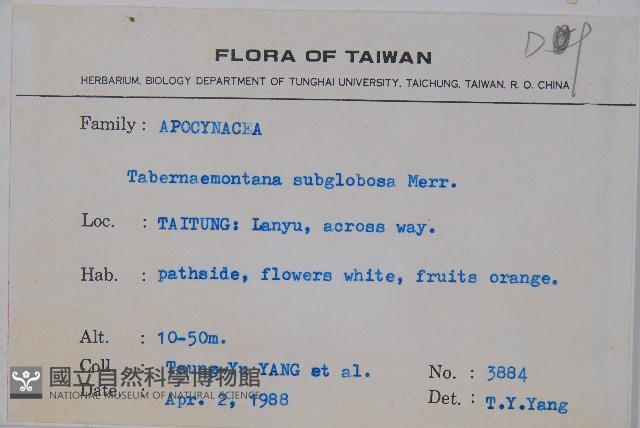 FLORA OF TAIWAN
HERBARIUM, BIOLOGY DEPARTMENT OF TUNGHAI UNIVERSITY, TAICHUNG, TAIWAN, R. O. CHINA
Family : APOCYNACEA
Tabernaemontana subglobosa Merr.
Loc. : TAITUNG: Lanyu, across way.
Hab. : pathside, flowers white, fruits orange.
Alt. : 10-50m.
Coll. : Tsung-Yu YANG et al. No. : 3884
Date : Apr. 2, 1988 Det. : T.Y.Yang
國立自然科學博物館
NATIONAL MUSEUM OF NATURAL SCIENCE